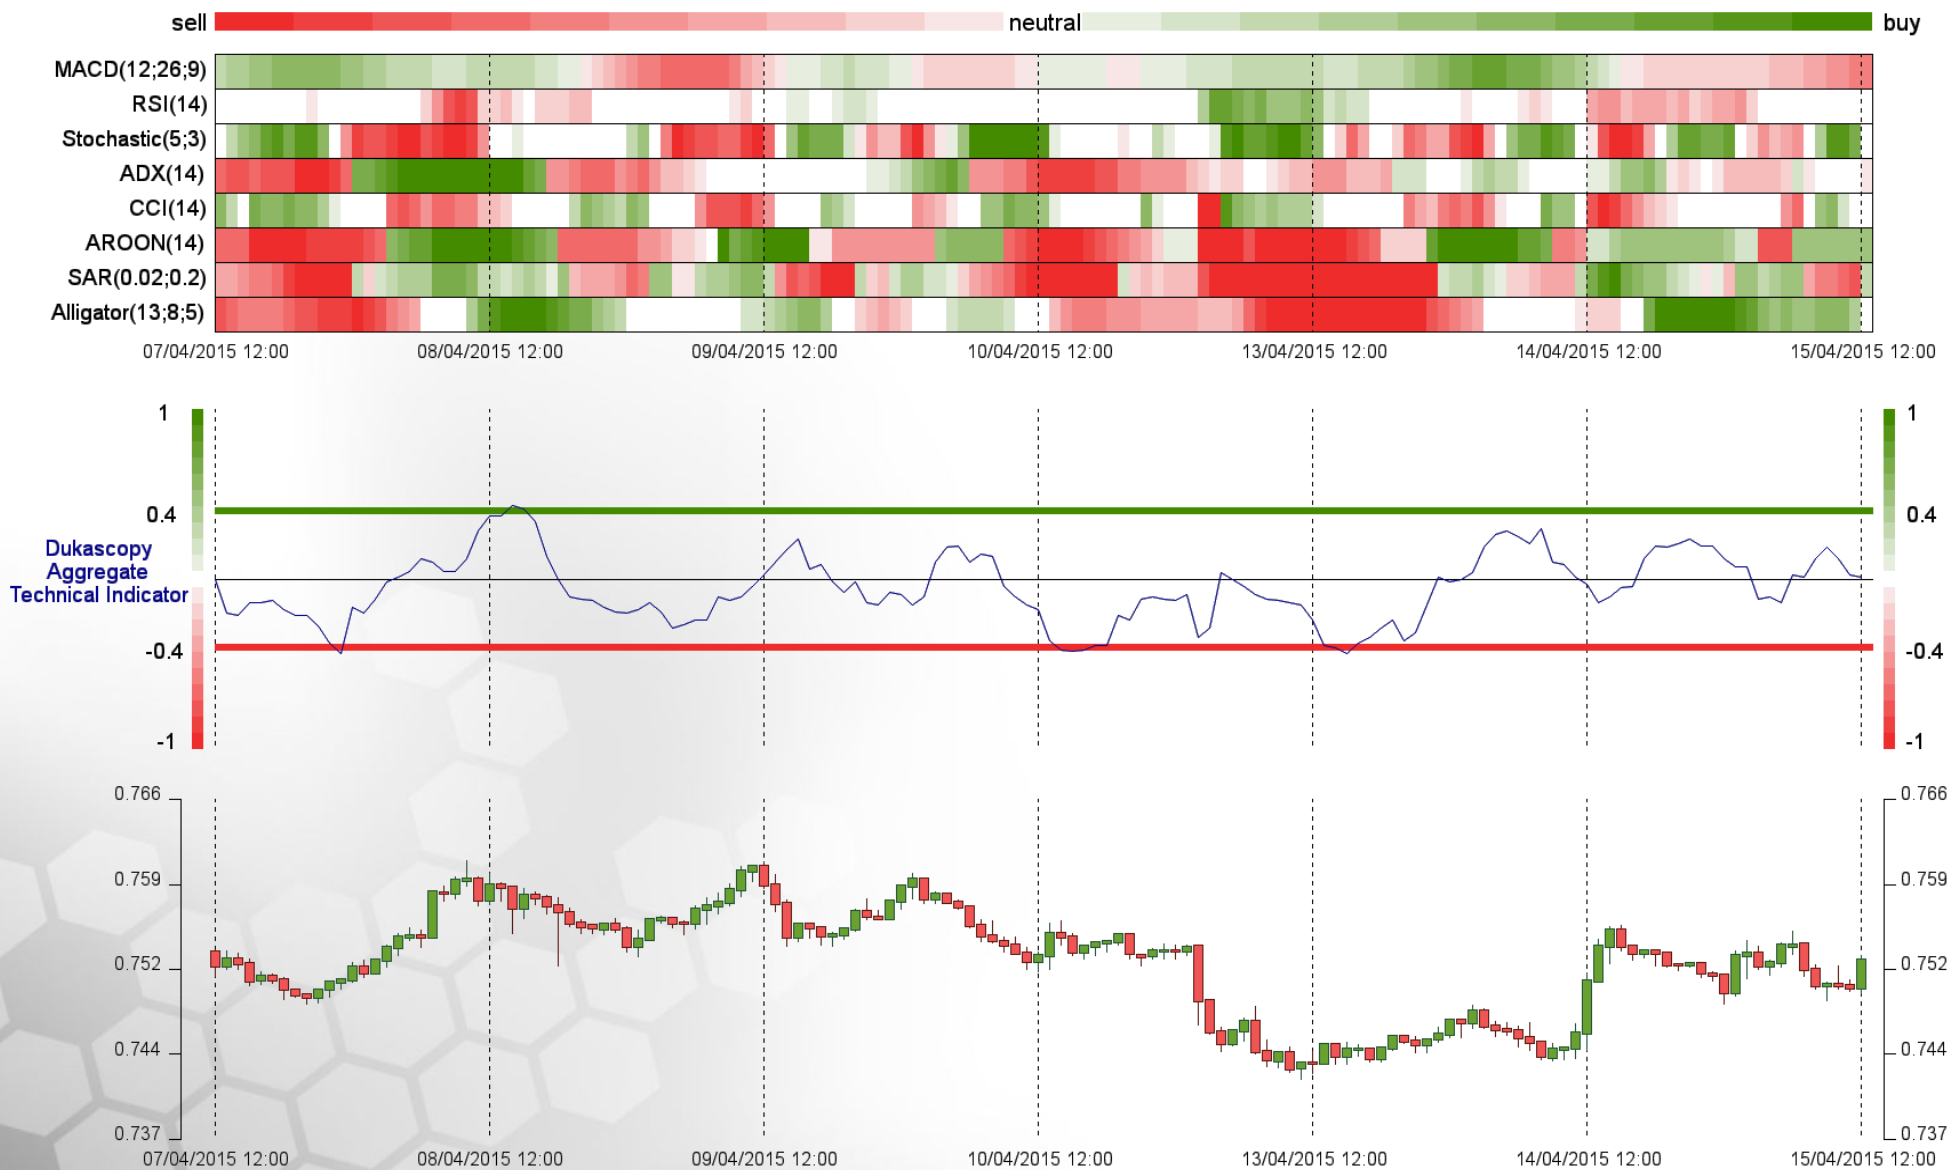 sell neutral buy
MACD(12;26;9)
RSI(14)
Stochastic(5;3)
ADX(14)
CCI(14)
AROON(14)
SAR(0.02;0.2)
Alligator(13;8;5)
07/04/2015 12:00 08/04/2015 12:00 09/04/2015 12:00 10/04/2015 12:00 13/04/2015 12:00 14/04/2015 12:00 15/04/2015 12:00
1 1
0.4 0.4
Dukascopy
Aggregate
Technical Indicator
-0.4 -0.4
-1 -1
0.766 0.766
0.759 0.759
0.752 0.752
0.744 0.744
0.737 0.737
07/04/2015 12:00 08/04/2015 12:00 09/04/2015 12:00 10/04/2015 12:00 13/04/2015 12:00 14/04/2015 12:00 15/04/2015 12:00